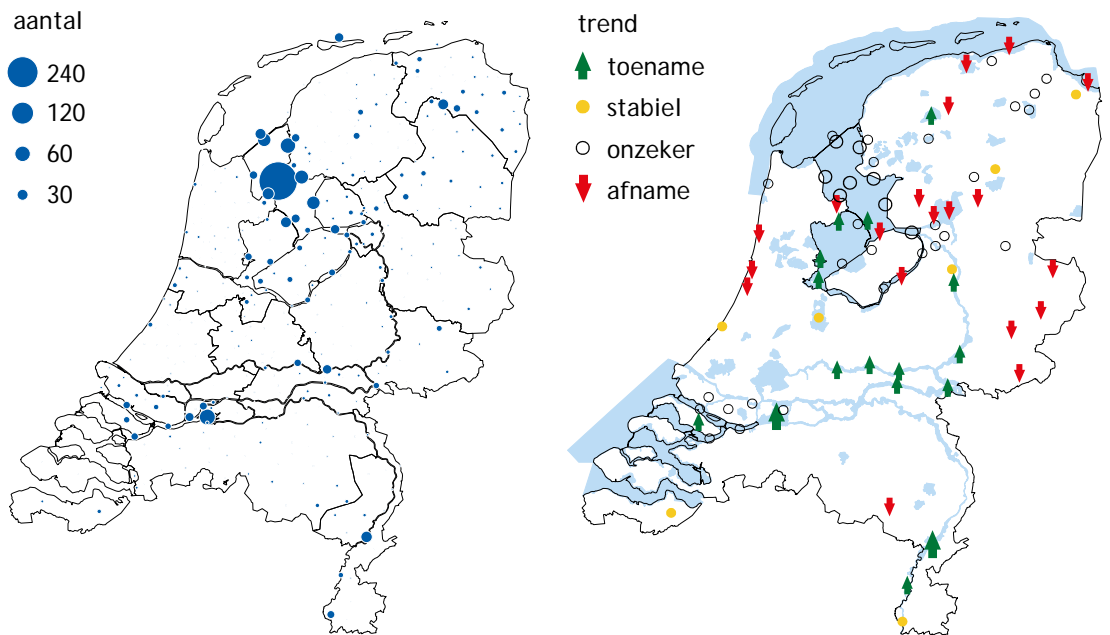 aantal
240
120
60
30
trend
toename
stabiel
onzeker
afname